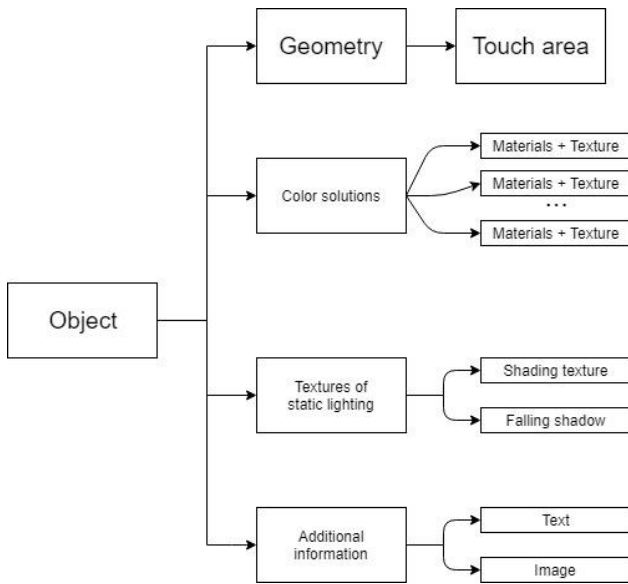 Geometry
Touch area
Materials + Texture
Color solutions
Materials + Texture
...
Materials + Texture
Object
Textures of
static lighting
Shading texture
Falling shadow
Additional
information
Text
Image